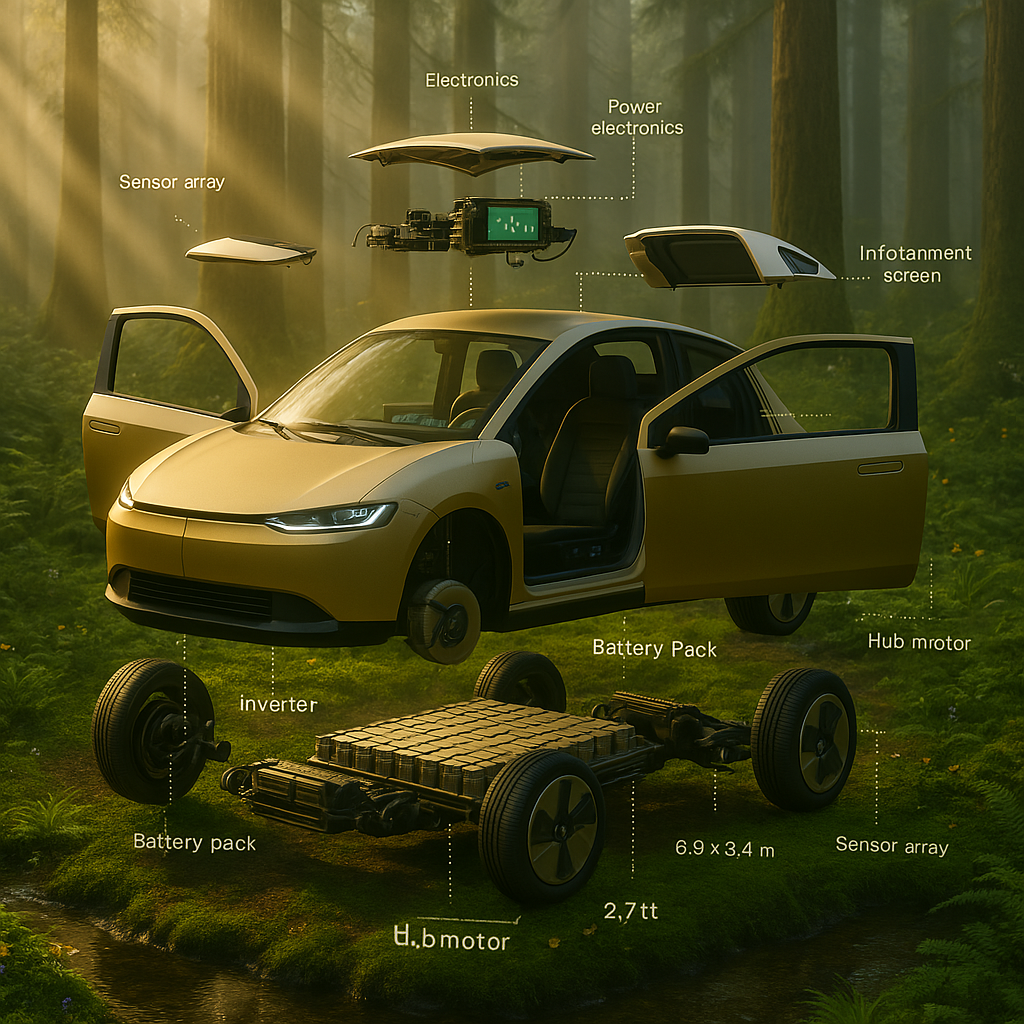 Electronics
Power
electronics
Sensor array
Infotanment
screen
Hub mrotor
Battery Pack
inverter
Battery pack
6.9 x 3.4 m
Sensor array
2,7tt
H.,bmotor